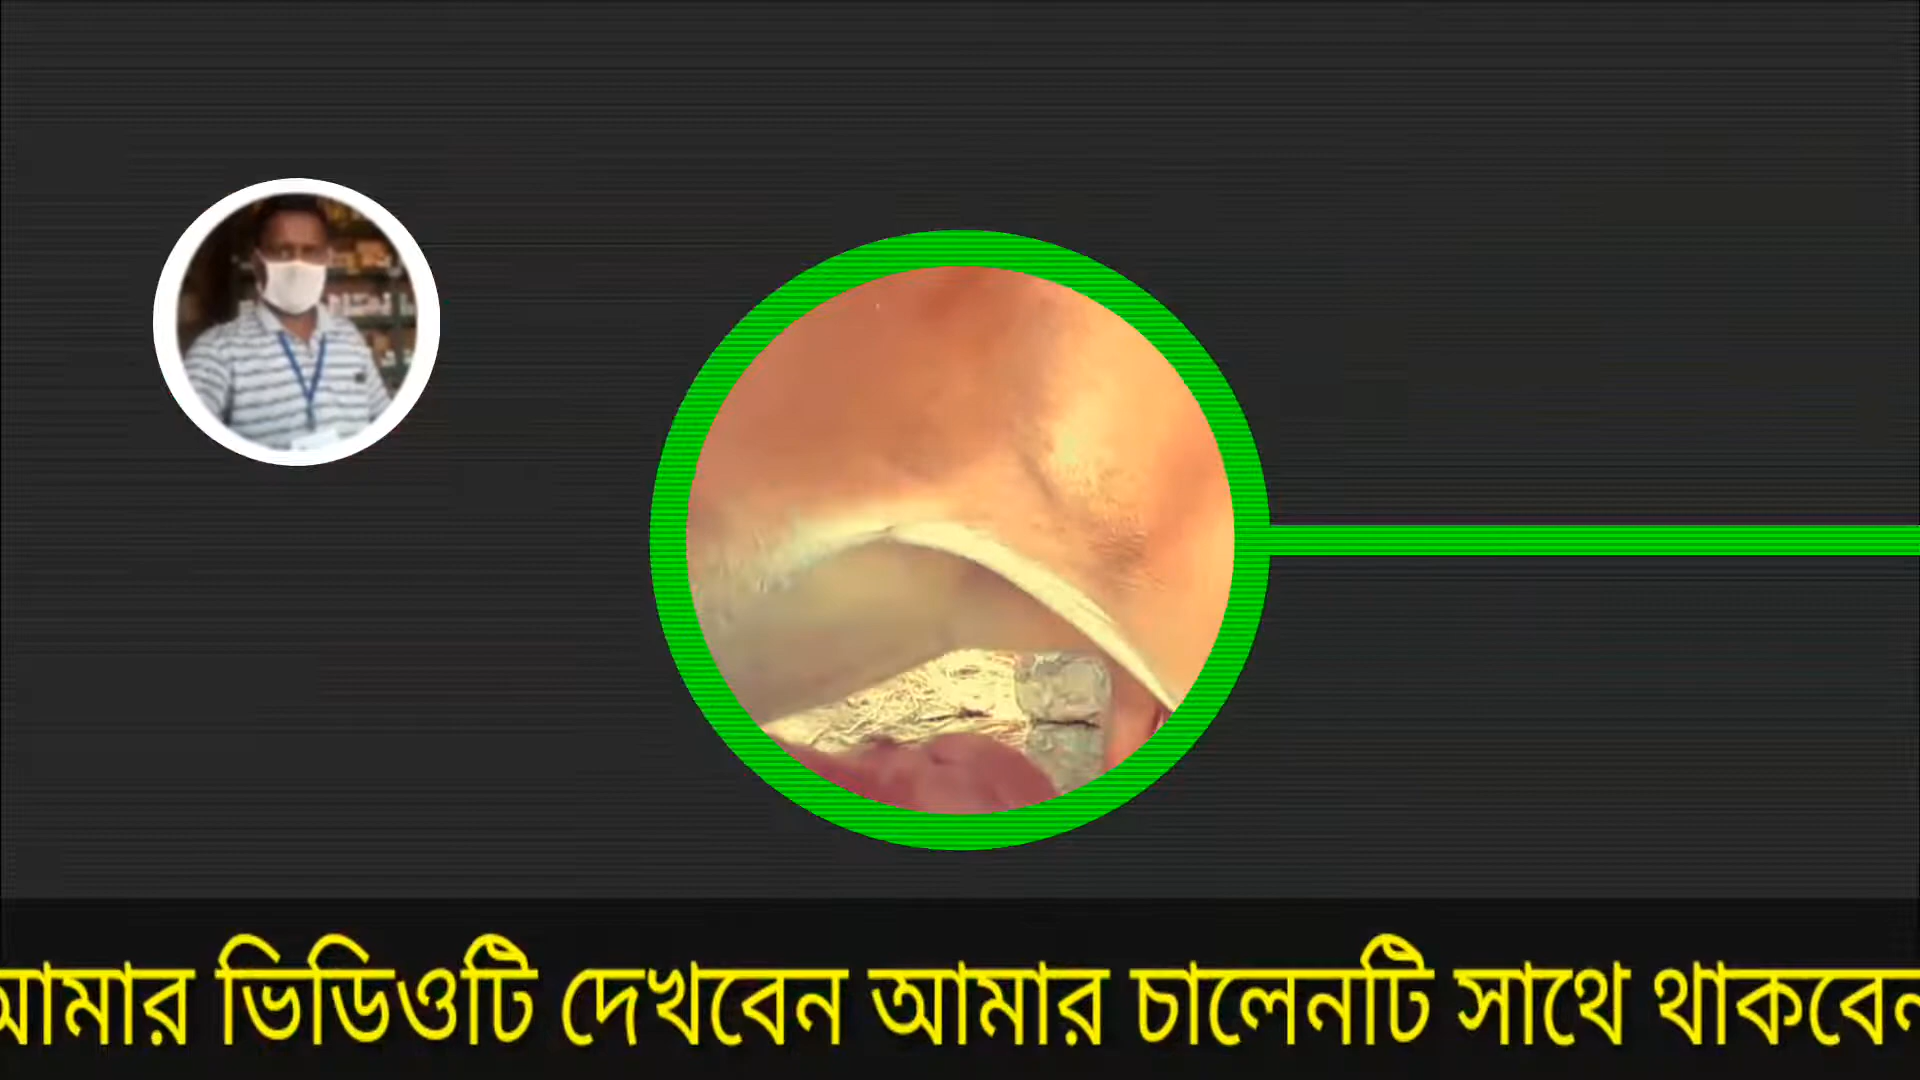 আমার ভিডিওটি দেখবেন আমার চালেনটি সাথে থাকবেন